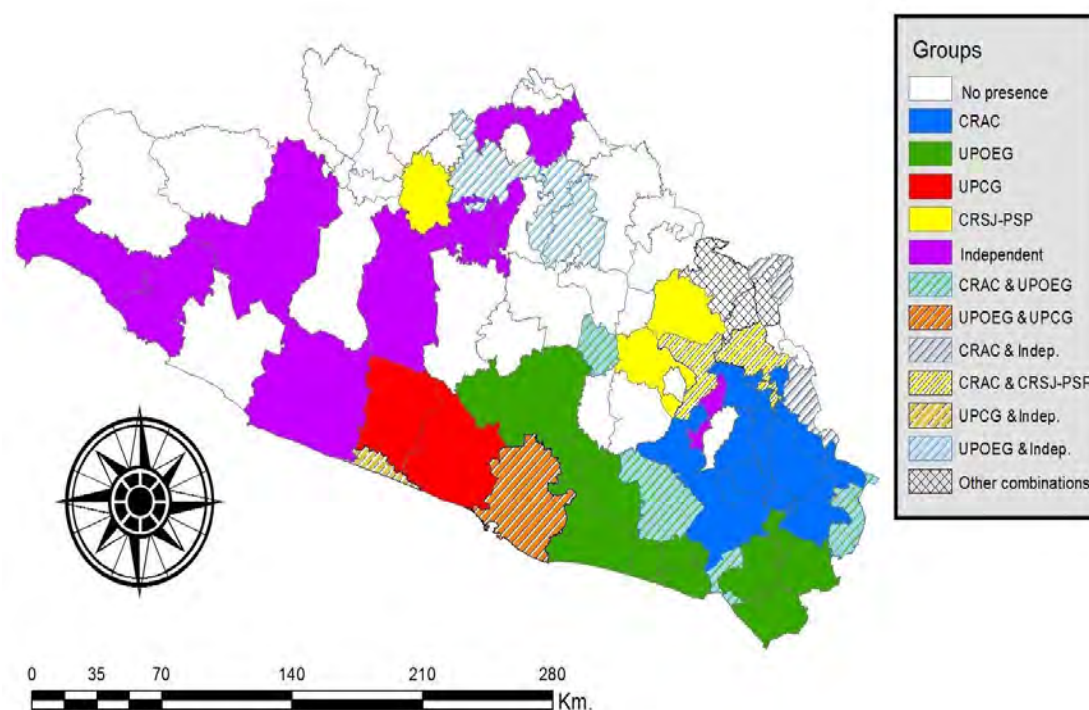 Groups
No presence
CRAC
UPOEG
UPCG
CRSJ-PSP
Independent
CRAC & UPOEG
UPOEG & UPCG
CRAC & Indep.
CRAC & CRSJ-PSP
UPCG & Indep.
UPOEG & Indep.
Other combinations
0 35 70 140 210 280
Km.